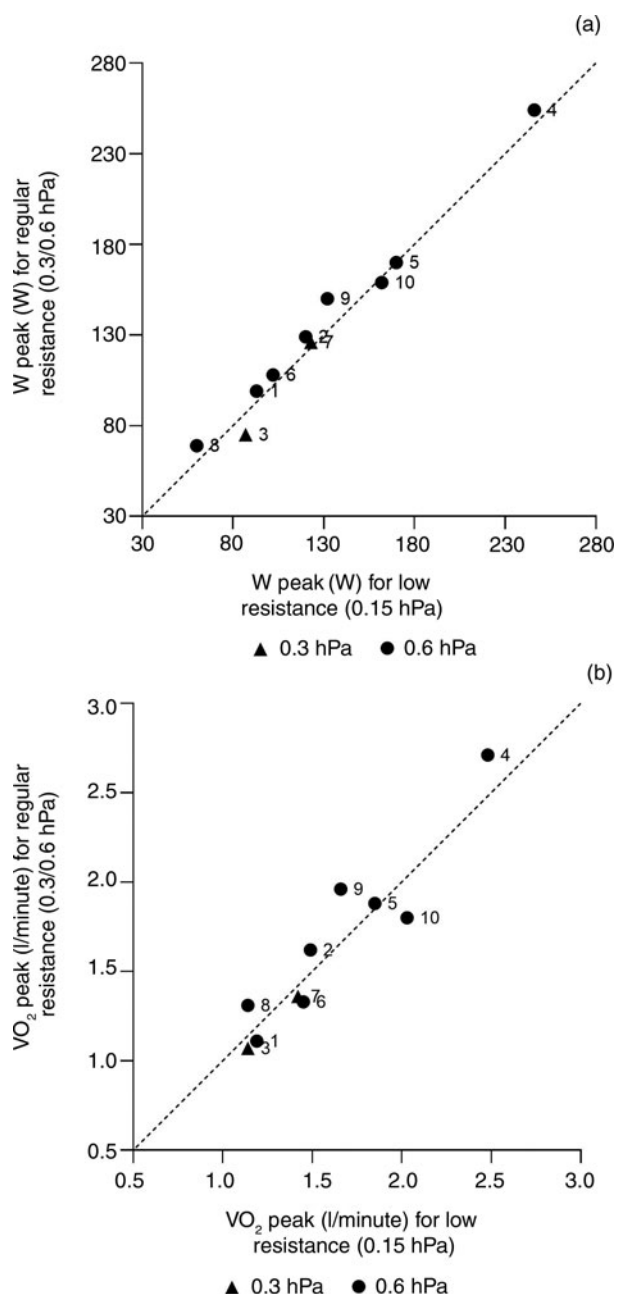 (a)
280
230
180
130
80
30
W peak (W) for regular
resistance (0.3/0.6 hPa)
4
5
10
9
2
7
6
1
3
8
30 80 130 180 230 280
W peak (W) for low
resistance (0.15 hPa)
▲ 0.3 hPa ● 0.6 hPa
(b)
3.0
2.5
2.0
1.5
1.0
0.5
VO₂ peak (l/minute) for regular
resistance (0.3/0.6 hPa)
4
9
5
10
2
8
7
6
1
3
0.5 1.0 1.5 2.0 2.5 3.0
VO₂ peak (l/minute) for low
resistance (0.15 hPa)
▲ 0.3 hPa ● 0.6 hPa